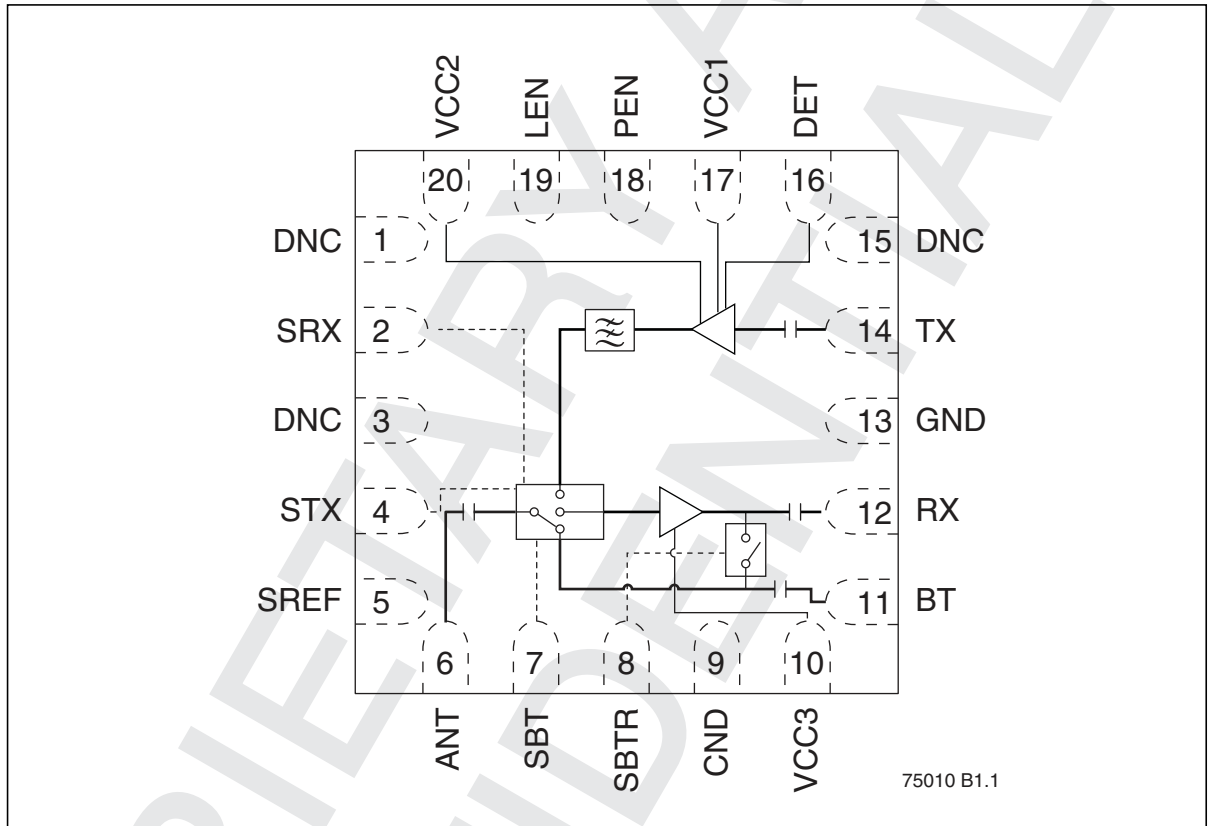 VCC2
LEN
PEN
VCC1
DET
20
19
18
17
16
DNC 1
15 DNC
SRX 2
14 TX
DNC 3
13 GND
STX 4
12 RX
SREF 5
11 BT
6
7
8
9
10
ANT
SBT
SBTR
CND
VCC3
75010 B1.1